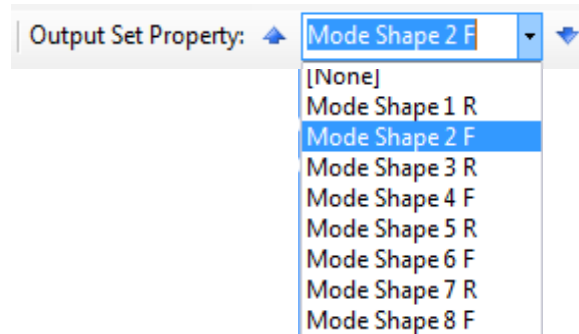 Output Set Property: Mode Shape 2 F
[None]
Mode Shape 1 R
Mode Shape 2 F
Mode Shape 3 R
Mode Shape 4 F
Mode Shape 5 R
Mode Shape 6 F
Mode Shape 7 R
Mode Shape 8 F